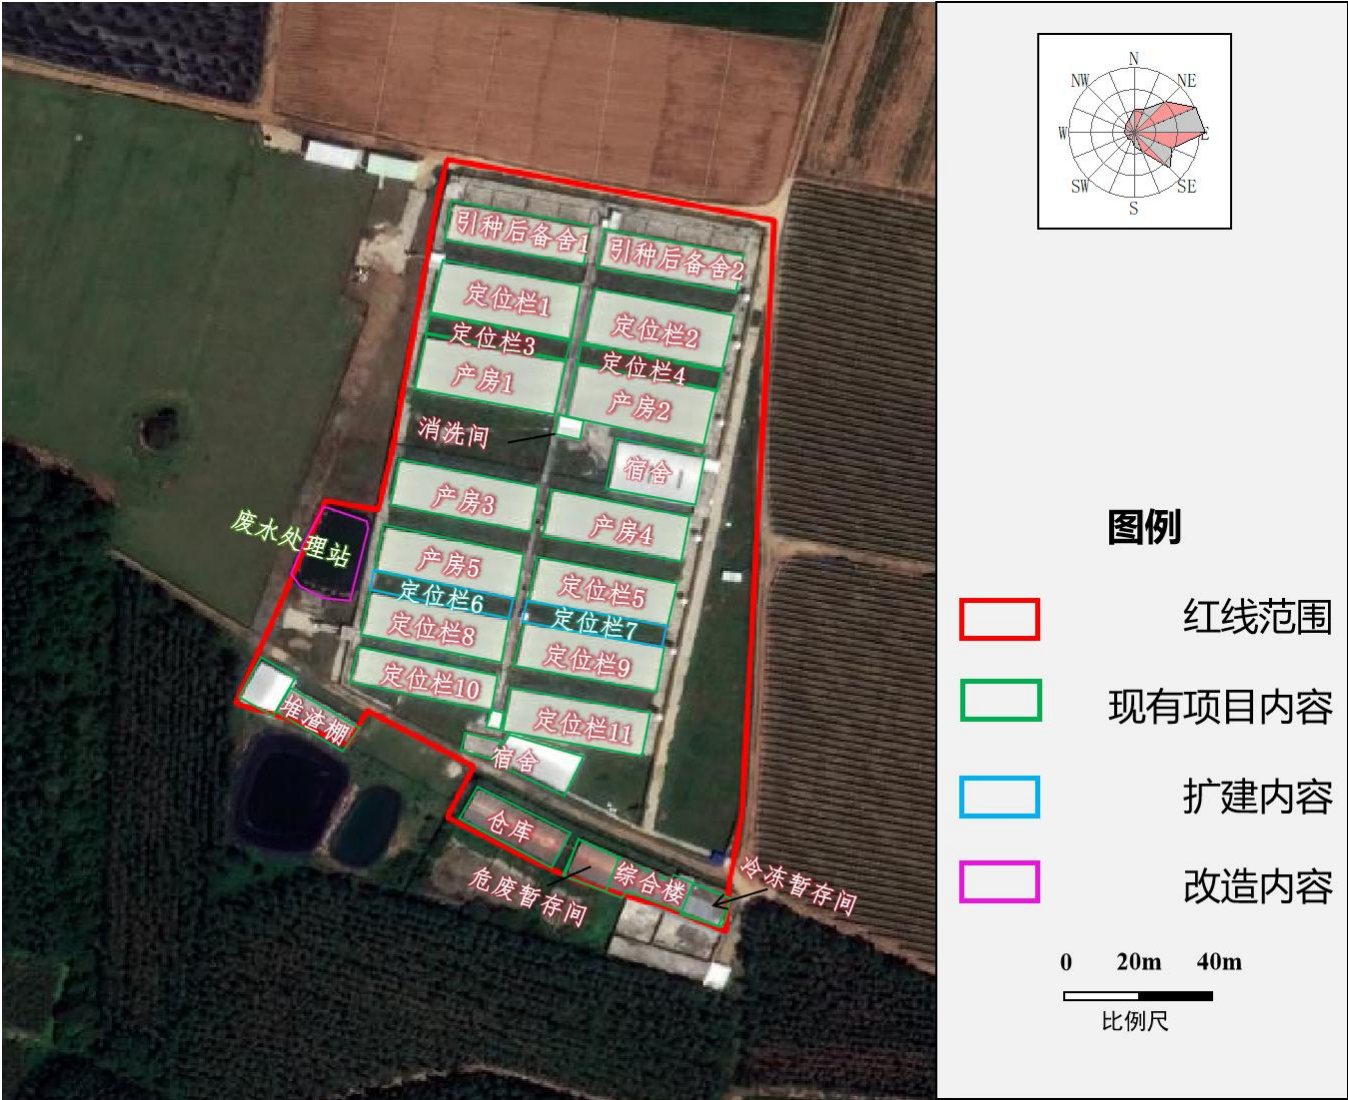 N
NW
NE
W
E
SW
SE
S
引种后备舍1
引种后备舍2
定位栏1
定位栏2
定位栏3
定位栏4
产房1
产房2
消洗间
宿舍
产房3
产房4
废水处理站
产房5
定位栏5
定位栏6
定位栏7
定位栏8
定位栏9
定位栏10
定位栏11
堆渣棚
宿舍
仓库
综合楼
冷冻暂存间
危废暂存间
图例
红线范围
现有项目内容
扩建内容
改造内容
0 20m 40m
比例尺